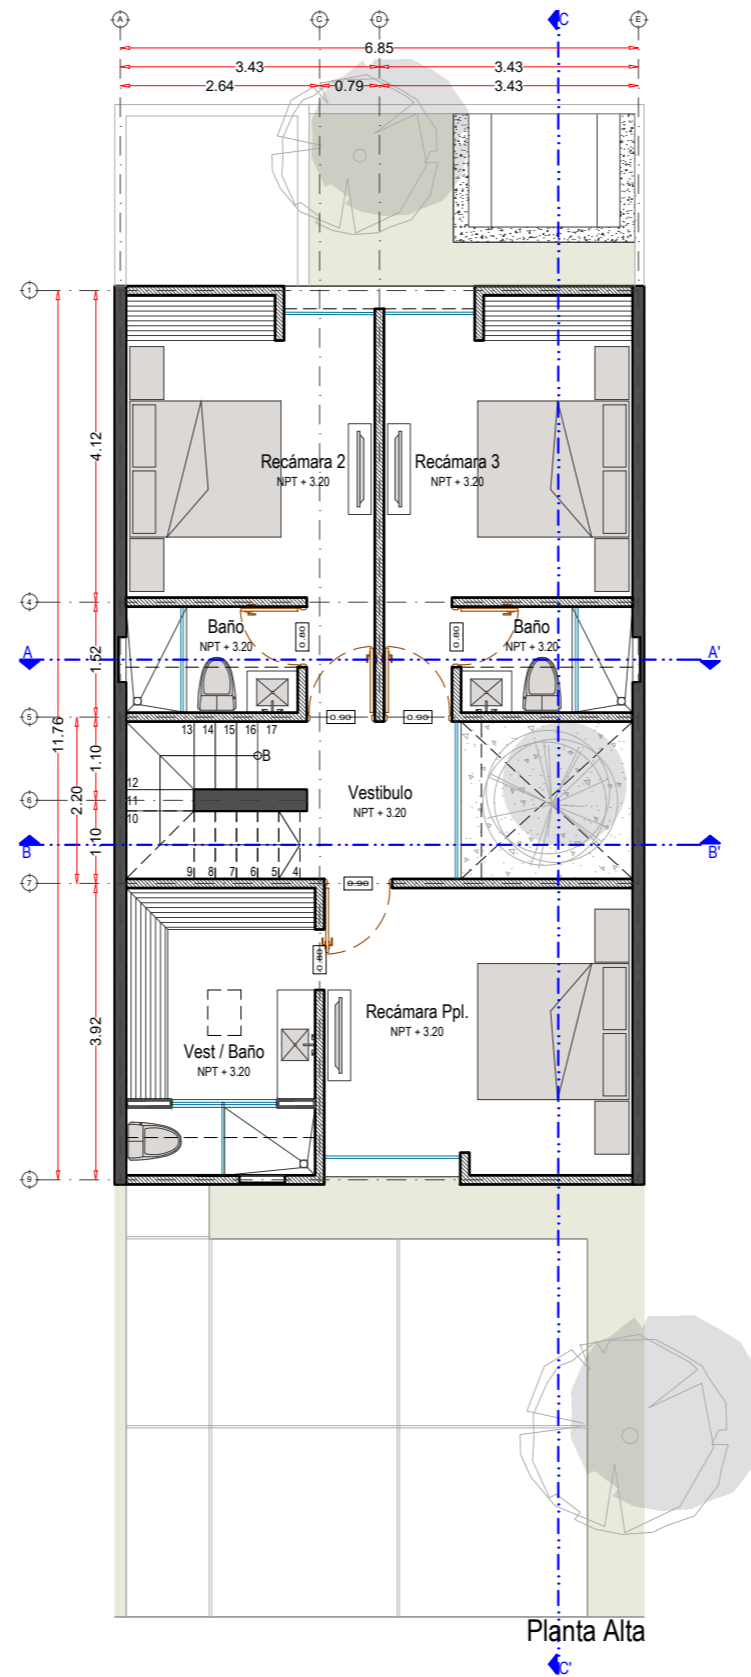 A C D C E
6.85
3.43 3.43
2.64 0.79 3.43
1
4.12
Recámara 2
NPT + 3.20
Recámara 3
NPT + 3.20
4
0.80
0.80
Baño
NPT + 3.20
Baño
NPT + 3.20
A A'
1.52
11.76
5
0.90 0.90
13 14 15 16 17
B
1.10
2.20
12
11
10
Vestibulo
NPT + 3.20
6
B B'
1.10
9 8 7 6 5 4
7
0.90
0.80
3.92
Recámara Ppl.
NPT + 3.20
Vest / Baño
NPT + 3.20
9
Planta Alta
C'